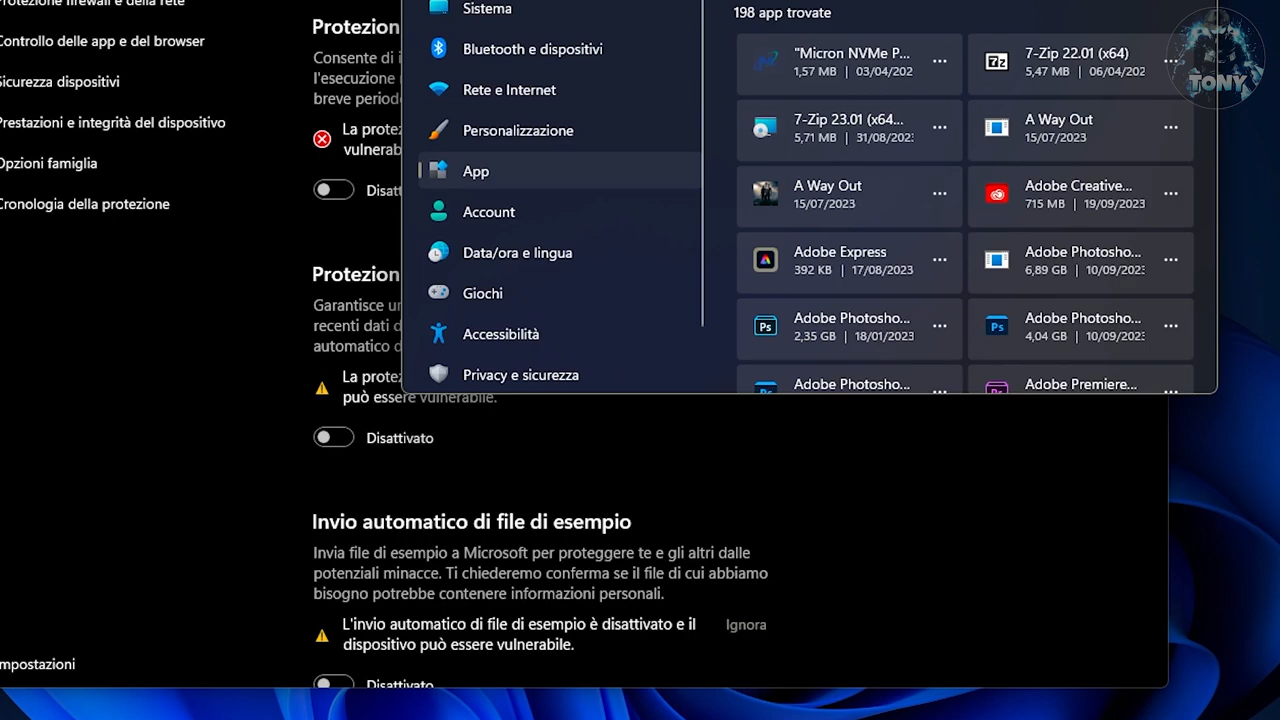 Protezione firewall e della rete
Controllo delle app e del browser
Sicurezza dispositivi
Prestazioni e integrità del dispositivo
Opzioni famiglia
Cronologia della protezione
mpostazioni
Protezion
Consente di i
l'esecuzione
breve period
La protez
vulnerab
Disatt
Protezion
Garantisce un
recenti dati d
automatico d
La protez
può essere vulnerabile.
Disattivato
Invio automatico di file di esempio
Invia file di esempio a Microsoft per proteggere te e gli altri dalle
potenziali minacce. Ti chiederemo conferma se il file di cui abbiamo
bisogno potrebbe contenere informazioni personali.
L'invio automatico di file di esempio è disattivato e il
dispositivo può essere vulnerabile.
Ignora
Disattivato
Sistema
Bluetooth e dispositivi
Rete e Internet
Personalizzazione
App
Account
Data/ora e lingua
Giochi
Accessibilità
Privacy e sicurezza
198 app trovate
"Micron NVMe P...
1,57 MB | 03/04/202
7-Zip 22.01 (x64)
5,47 MB | 06/04/202
7-Zip 23.01 (x64...
5,71 MB | 31/08/202
A Way Out
15/07/2023
A Way Out
15/07/2023
Adobe Creative...
715 MB | 19/09/2023
Adobe Express
392 KB | 17/08/2023
Adobe Photosho...
6,89 GB | 10/09/202
Adobe Photosho...
2,35 GB | 18/01/2023
Adobe Photosho...
4,04 GB | 10/09/202
Adobe Photosho...
Adobe Premiere...
TONY